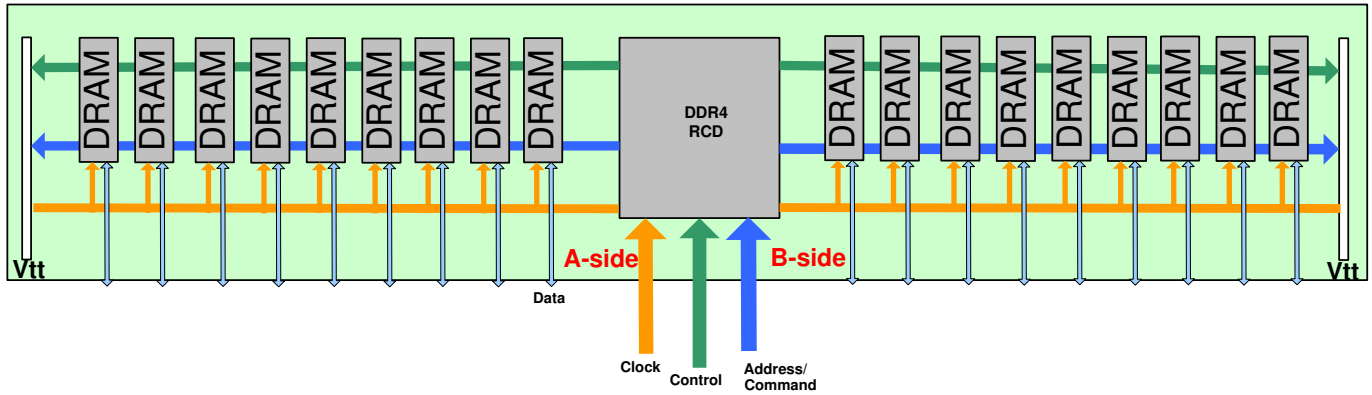 DRAM
DRAM
DRAM
DRAM
DRAM
DRAM
DRAM
DRAM
DRAM
DDR4
RCD
DRAM
DRAM
DRAM
DRAM
DRAM
DRAM
DRAM
DRAM
DRAM
Vtt
A-side
B-side
Vtt
Data
Clock
Control
Address/
Command